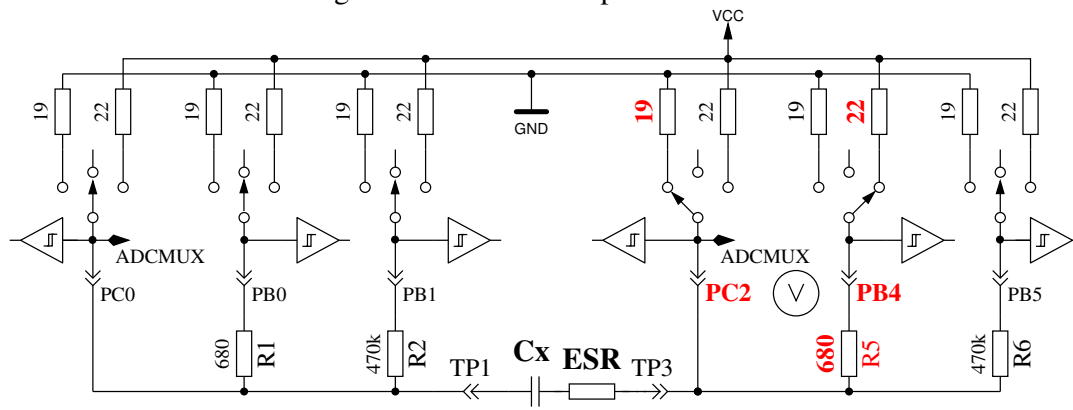 VCC
19 22 19 22 19 22 GND 19 22 19 22 19 22
ADCMUX ADCMUX
PC0 PB0 PB1 PC2 V PB4 PB5
680 R1 470k R2 680 R5 470k R6
TP1 Cx ESR TP3